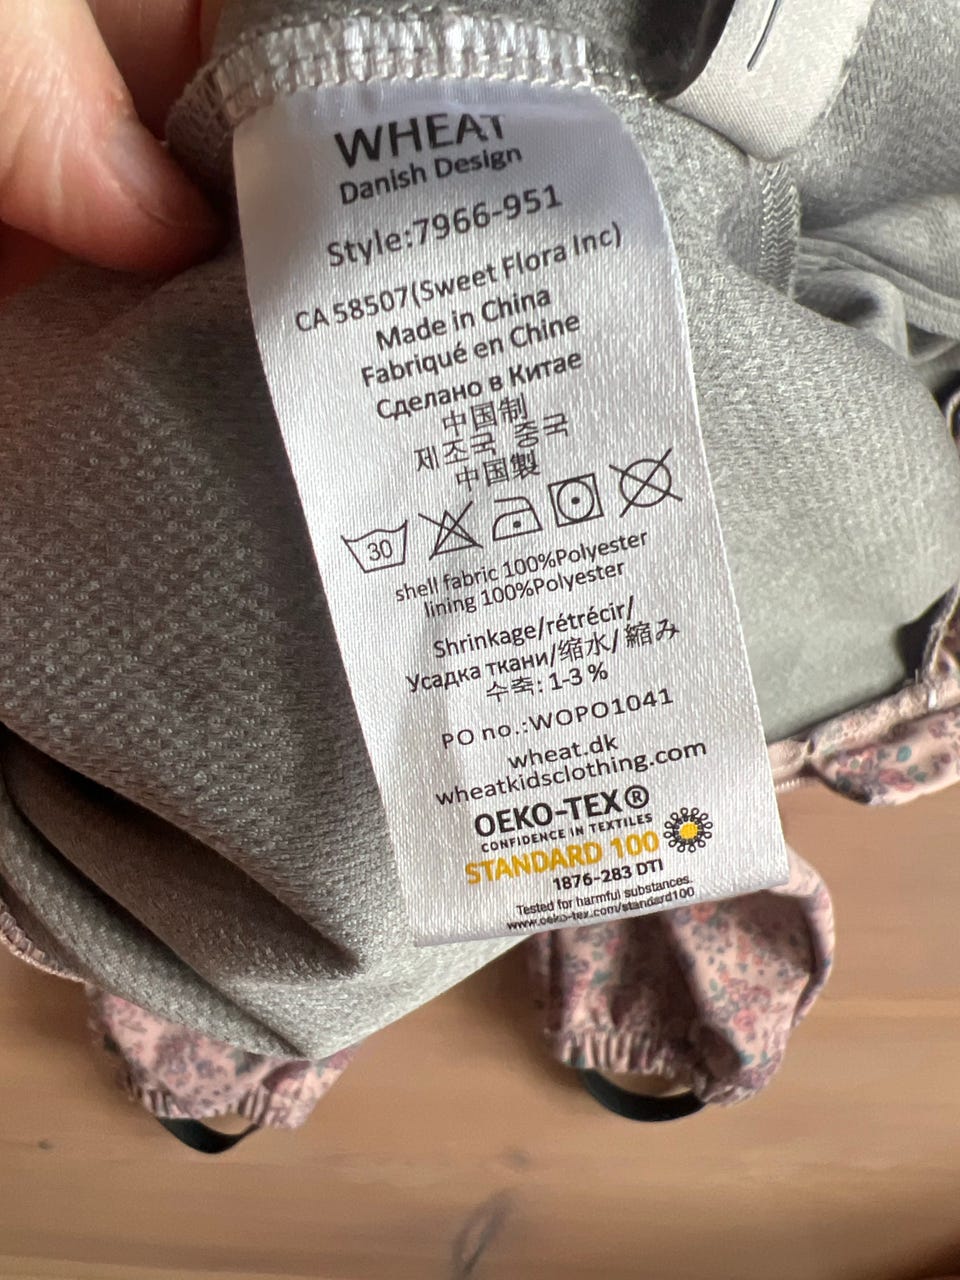 WHEAT
Danish Design
Style:7966-951
CA 58507(Sweet Flora Inc)
Made in China
Fabriqué en Chine
Сделано в Китае
中国制
제조국 중국
中国製
30
shell fabric 100%Polyester
lining 100%Polyester
Shrinkage/rétrécir/
Усадка ткани/缩水/ 縮み
수축: 1-3 %
PO no.:WOPO1041
wheat.dk
wheatkidsclothing.com
OEKO-TEX®
CONFIDENCE IN TEXTILES
STANDARD 100
1876-283 DTI
Tested for harmful substances.
www.oeko-tex.com/standard100